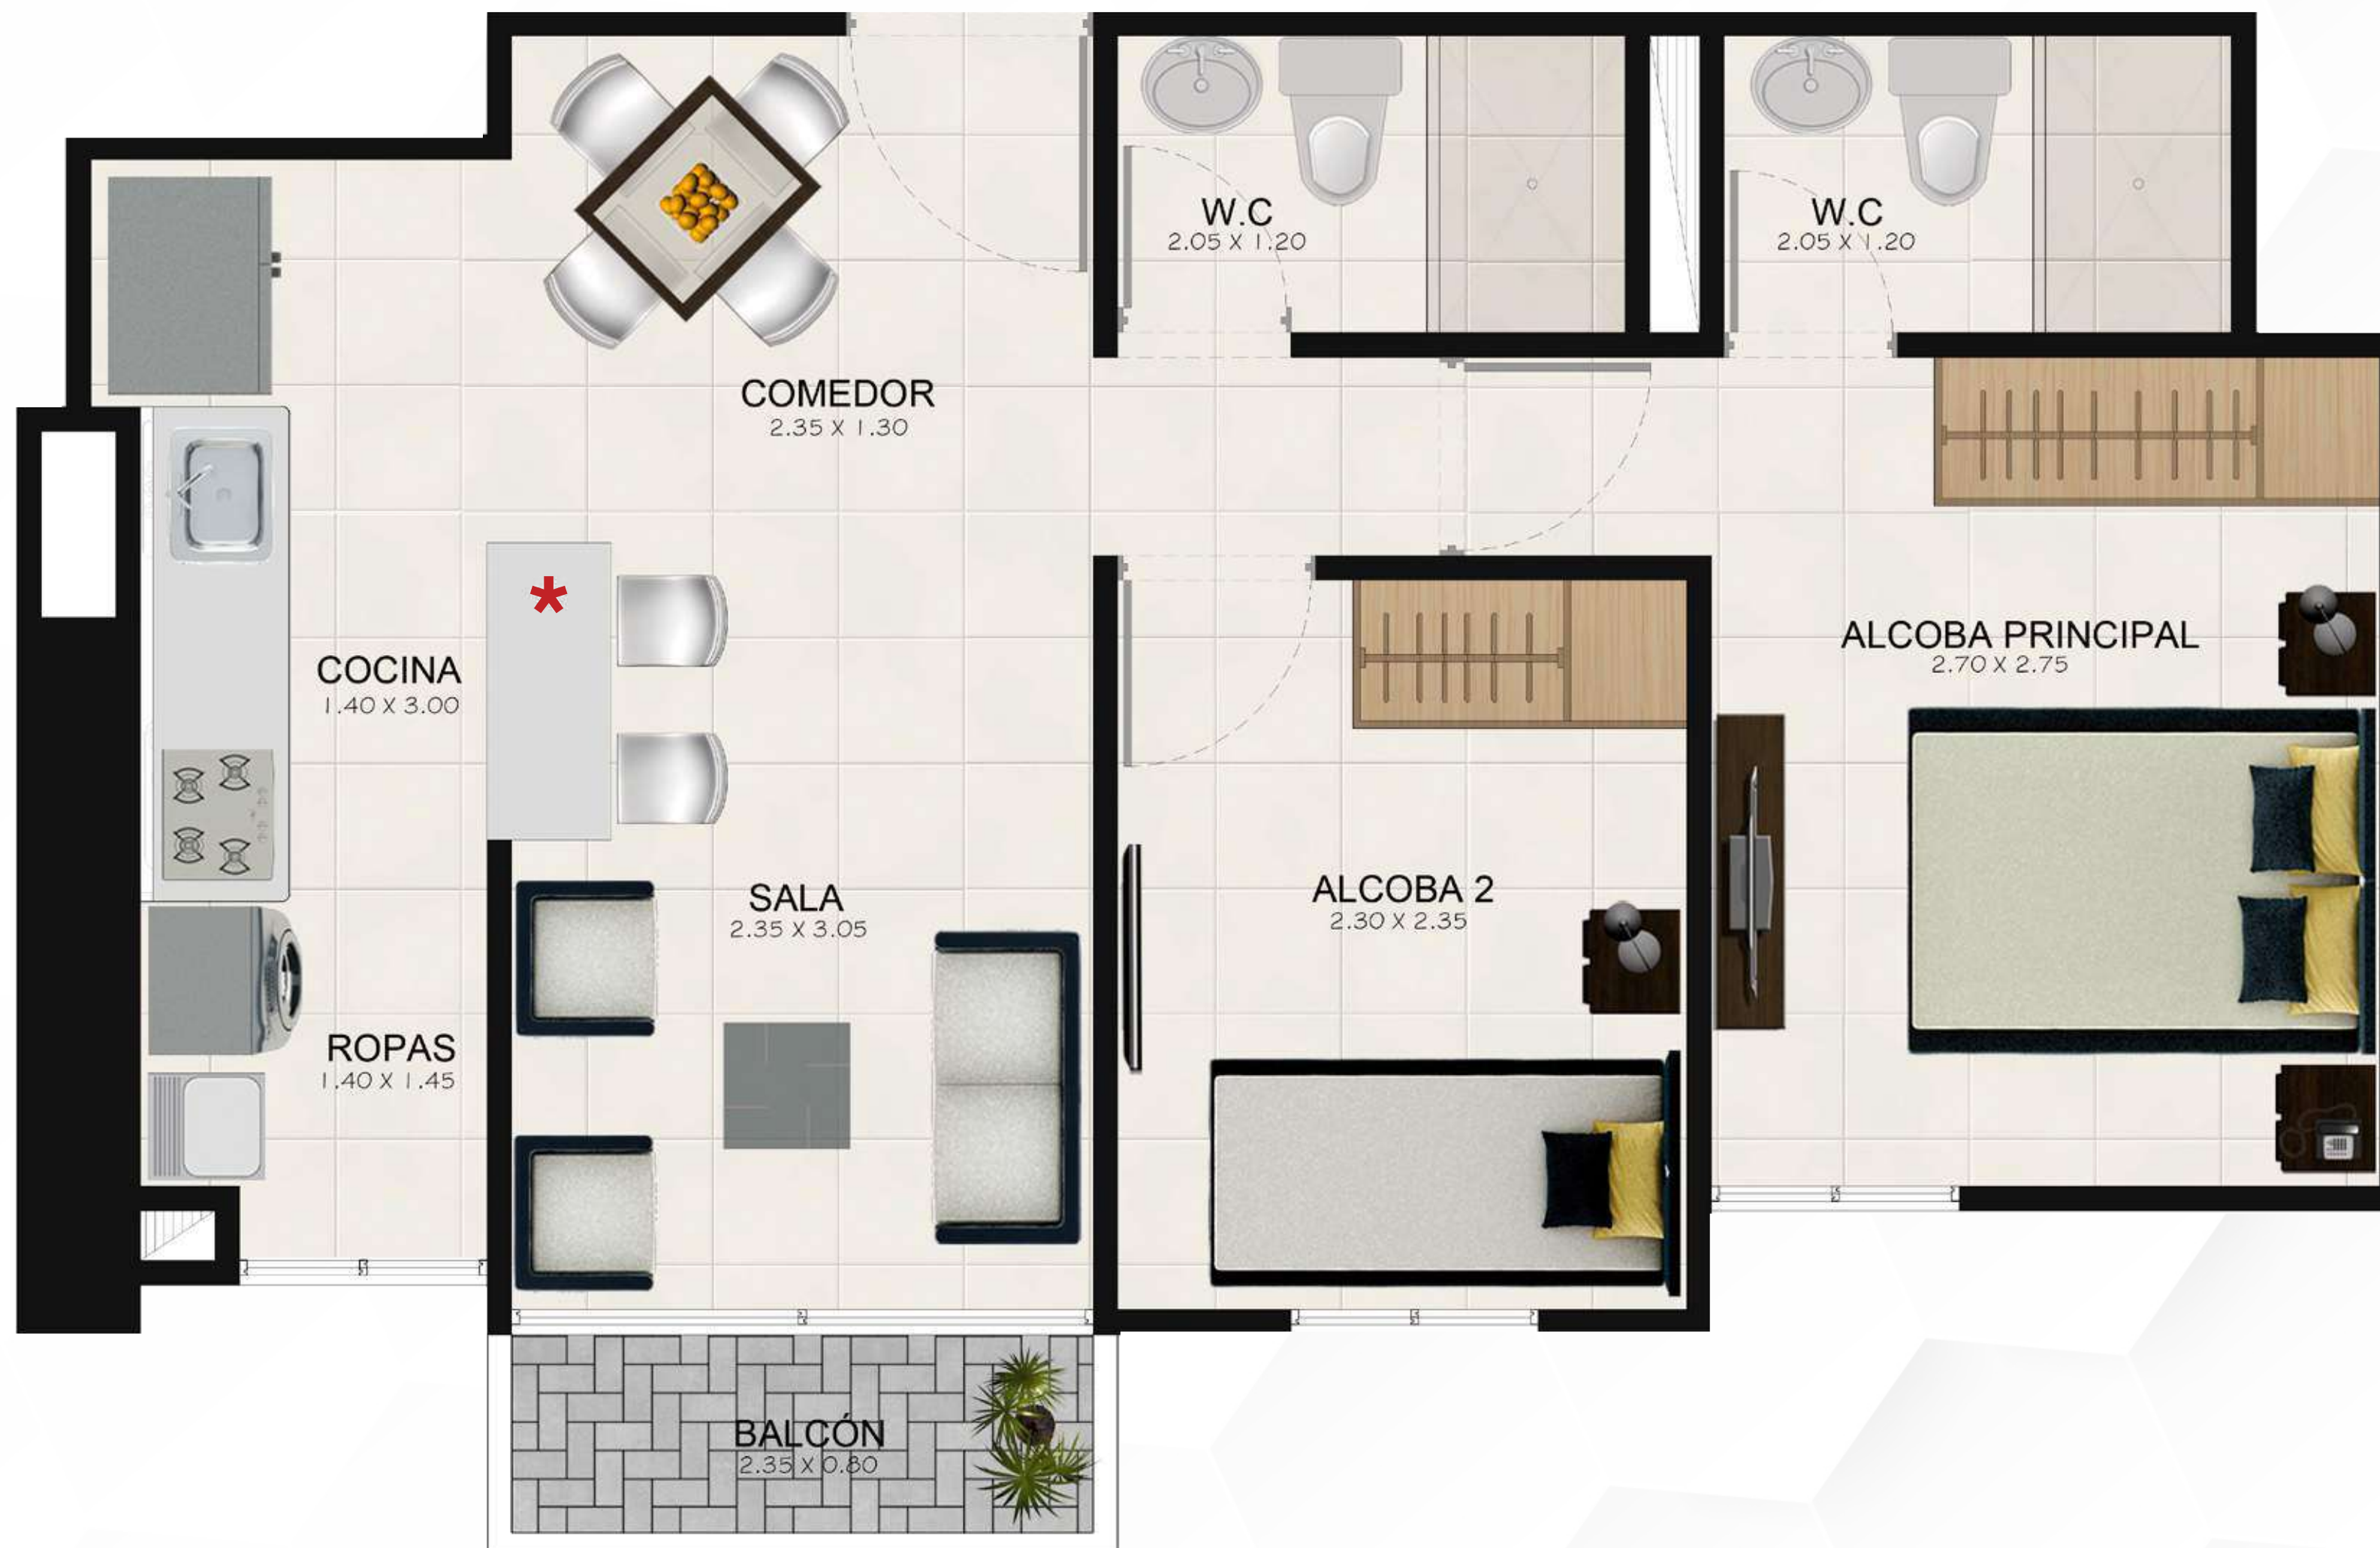 W.C
2.05 X 1.20
W.C
2.05 X 1.20
COMEDOR
2.35 X 1.30
*
COCINA
1.40 X 3.00
ALCOBA PRINCIPAL
2.70 X 2.75
SALA
2.35 X 3.05
ALCOBA 2
2.30 X 2.35
ROPAS
1.40 X 1.45
BALCÓN
2.35 X 0.80